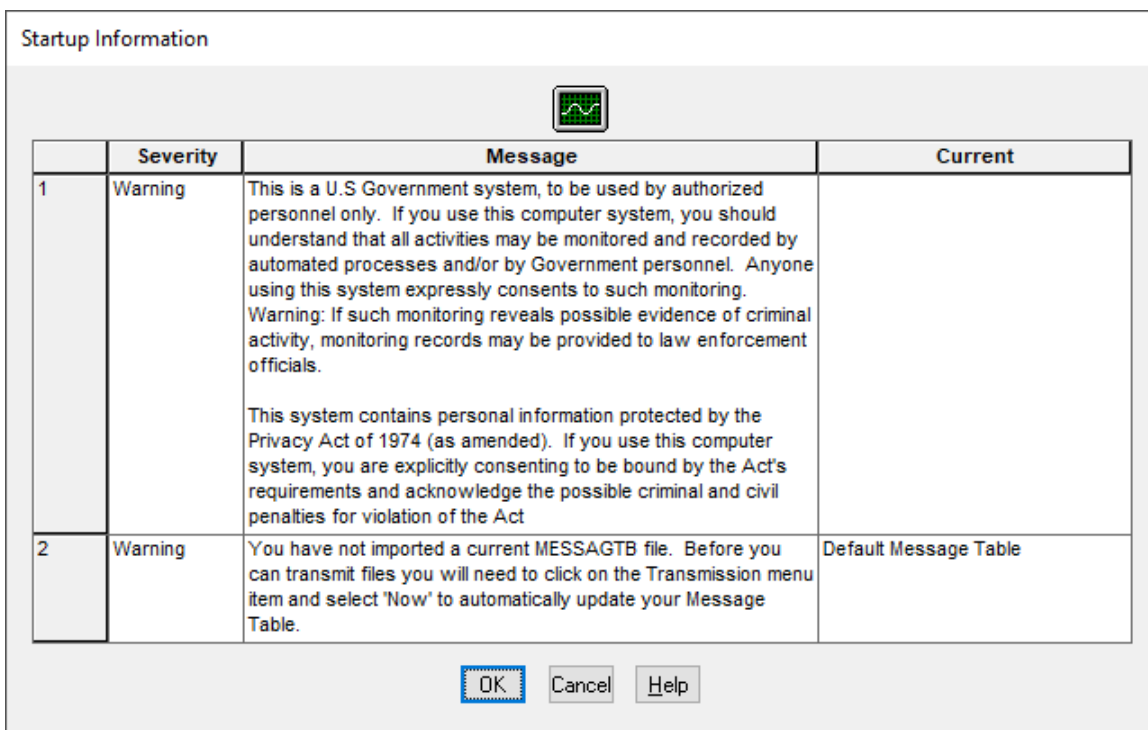 Startup Information
Severity Message Current
1 Warning This is a U.S Government system, to be used by authorized
personnel only.  If you use this computer system, you should
understand that all activities may be monitored and recorded by
automated processes and/or by Government personnel.  Anyone
using this system expressly consents to such monitoring.
Warning: If such monitoring reveals possible evidence of criminal
activity, monitoring records may be provided to law enforcement
officials.
This system contains personal information protected by the
Privacy Act of 1974 (as amended).  If you use this computer
system, you are explicitly consenting to be bound by the Act's
requirements and acknowledge the possible criminal and civil
penalties for violation of the Act
2 Warning You have not imported a current MESSAGTB file.  Before you Default Message Table
can transmit files you will need to click on the Transmission menu
item and select 'Now' to automatically update your Message
Table.
OK Cancel Help